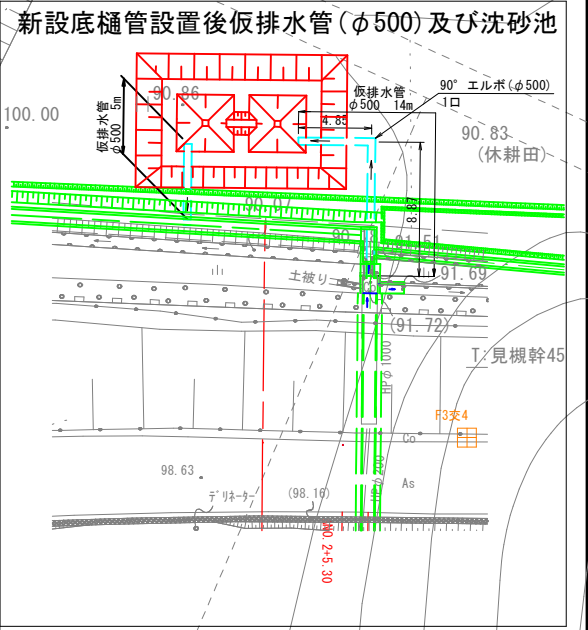 新設底樋管設置後仮排水管(φ500)及び沈砂池
仮排水管
φ500 5m
90.86
仮排水管
φ500 14m
4.85
90° エルボ(φ500)
1口
100.00
90.83
(休耕田)
8.87
90.07
91.51
91.69
土被り
(91.72)
HPφ1000
T:見槻幹45
F3交4
Co
98.63
As
デリネーター
(98.16)
NO.2+5.30